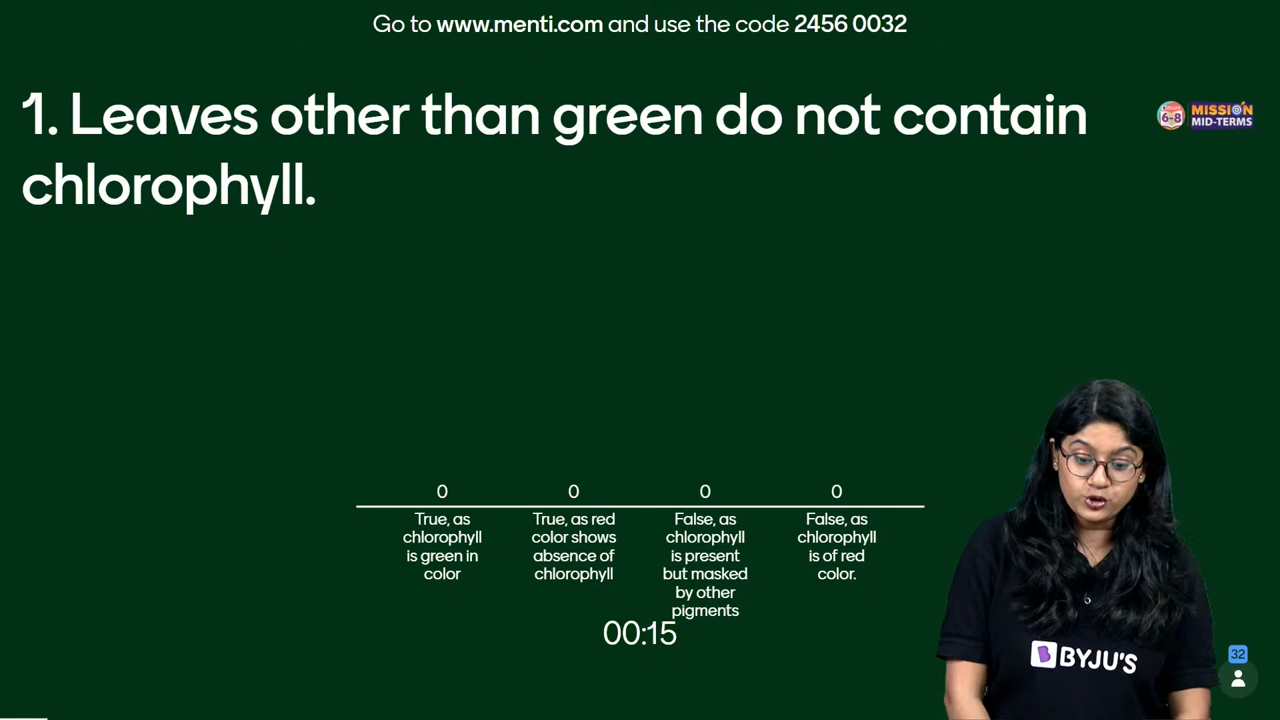 Go to www.menti.com and use the code 2456 0032
1. Leaves other than green do not contain
chlorophyll.
6-8
MISSION
MID-TERMS
0
0
0
0
True, as
chlorophyll
is green in
color
True, as red
color shows
absence of
chlorophyll
False, as
chlorophyll
is present
but masked
by other
pigments
False, as
chlorophyll
is of red
color.
00:15
B BYJU'S
32